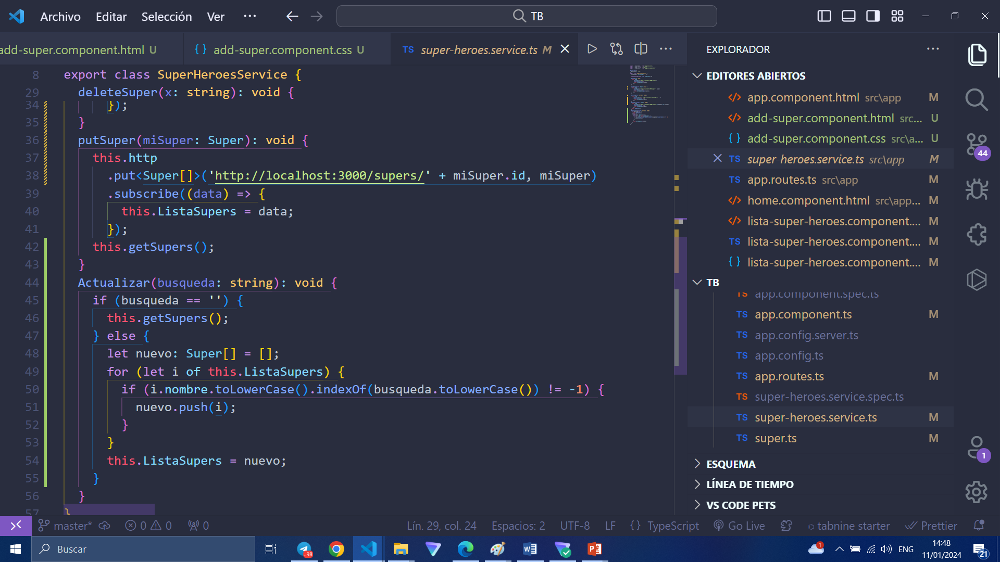 Archivo Editar Selección Ver ··· TB
add-super.component.html U
{ } add-super.component.css U
TS super-heroes.service.ts M
8 export class SuperHeroesService {
29 deleteSuper(x: string): void {
34 });
35 }
36 putSuper(miSuper: Super): void {
37 this.http
38 .put<Super[]>('http://localhost:3000/supers/' + miSuper.id, miSuper)
39 .subscribe((data) => {
40 this.ListaSupers = data;
41 });
42 this.getSupers();
43 }
44 Actualizar(busqueda: string): void {
45 if (busqueda == '') {
46 this.getSupers();
47 } else {
48 let nuevo: Super[] = [];
49 for (let i of this.ListaSupers) {
50 if (i.nombre.toLowerCase().indexOf(busqueda.toLowerCase()) != -1) {
51 nuevo.push(i);
52 }
53 }
54 this.ListaSupers = nuevo;
55 }
56 }
57 }
EXPLORADOR ···
EDITORES ABIERTOS
</> app.component.html src\app M
</> add-super.component.html src... U
{ } add-super.component.css src\a... U
TS super-heroes.service.ts src\app M
TS app.routes.ts src\app M
</> home.component.html src\app... M
</> lista-super-heroes.component.... M
TS lista-super-heroes.component.... M
{ } lista-super-heroes.component.... M
TB
TS app.component.spec.ts
TS app.component.ts M
TS app.config.server.ts
TS app.config.ts
TS app.routes.ts M
TS super-heroes.service.spec.ts
TS super-heroes.service.ts M
TS super.ts M
ESQUEMA
LÍNEA DE TIEMPO
VS CODE PETS
44
1
master* 0 0 0 Lín. 29, col. 24 Espacios: 2 UTF-8 LF { } TypeScript Go Live tabnine starter Prettier
Buscar 98 1 ENG 14:48
11/01/2024 21